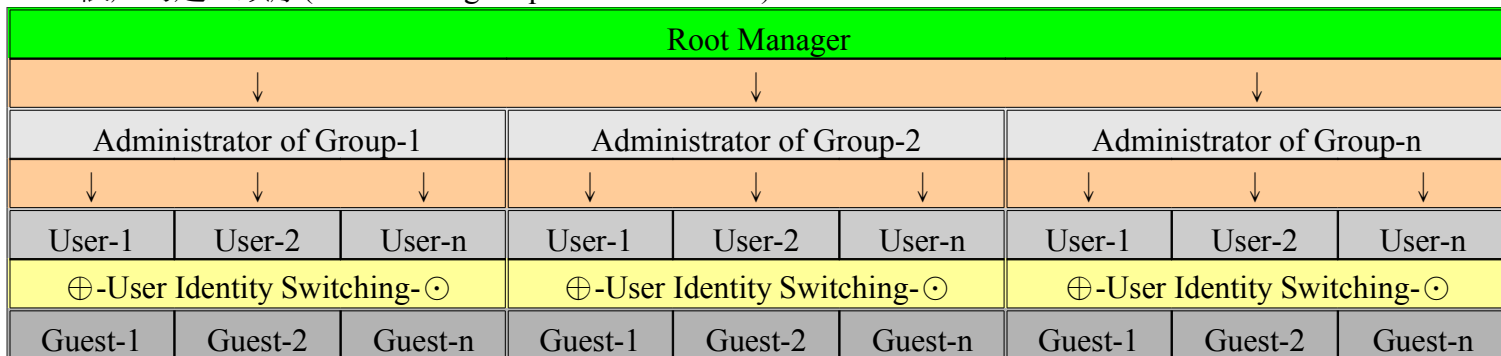 Root Manager
↓ ↓ ↓
Administrator of Group-1 Administrator of Group-2 Administrator of Group-n
↓ ↓ ↓ ↓ ↓ ↓ ↓ ↓ ↓
User-1 User-2 User-n User-1 User-2 User-n User-1 User-2 User-n
⊕-User Identity Switching-⊙ ⊕-User Identity Switching-⊙ ⊕-User Identity Switching-⊙
Guest-1 Guest-2 Guest-n Guest-1 Guest-2 Guest-n Guest-1 Guest-2 Guest-n